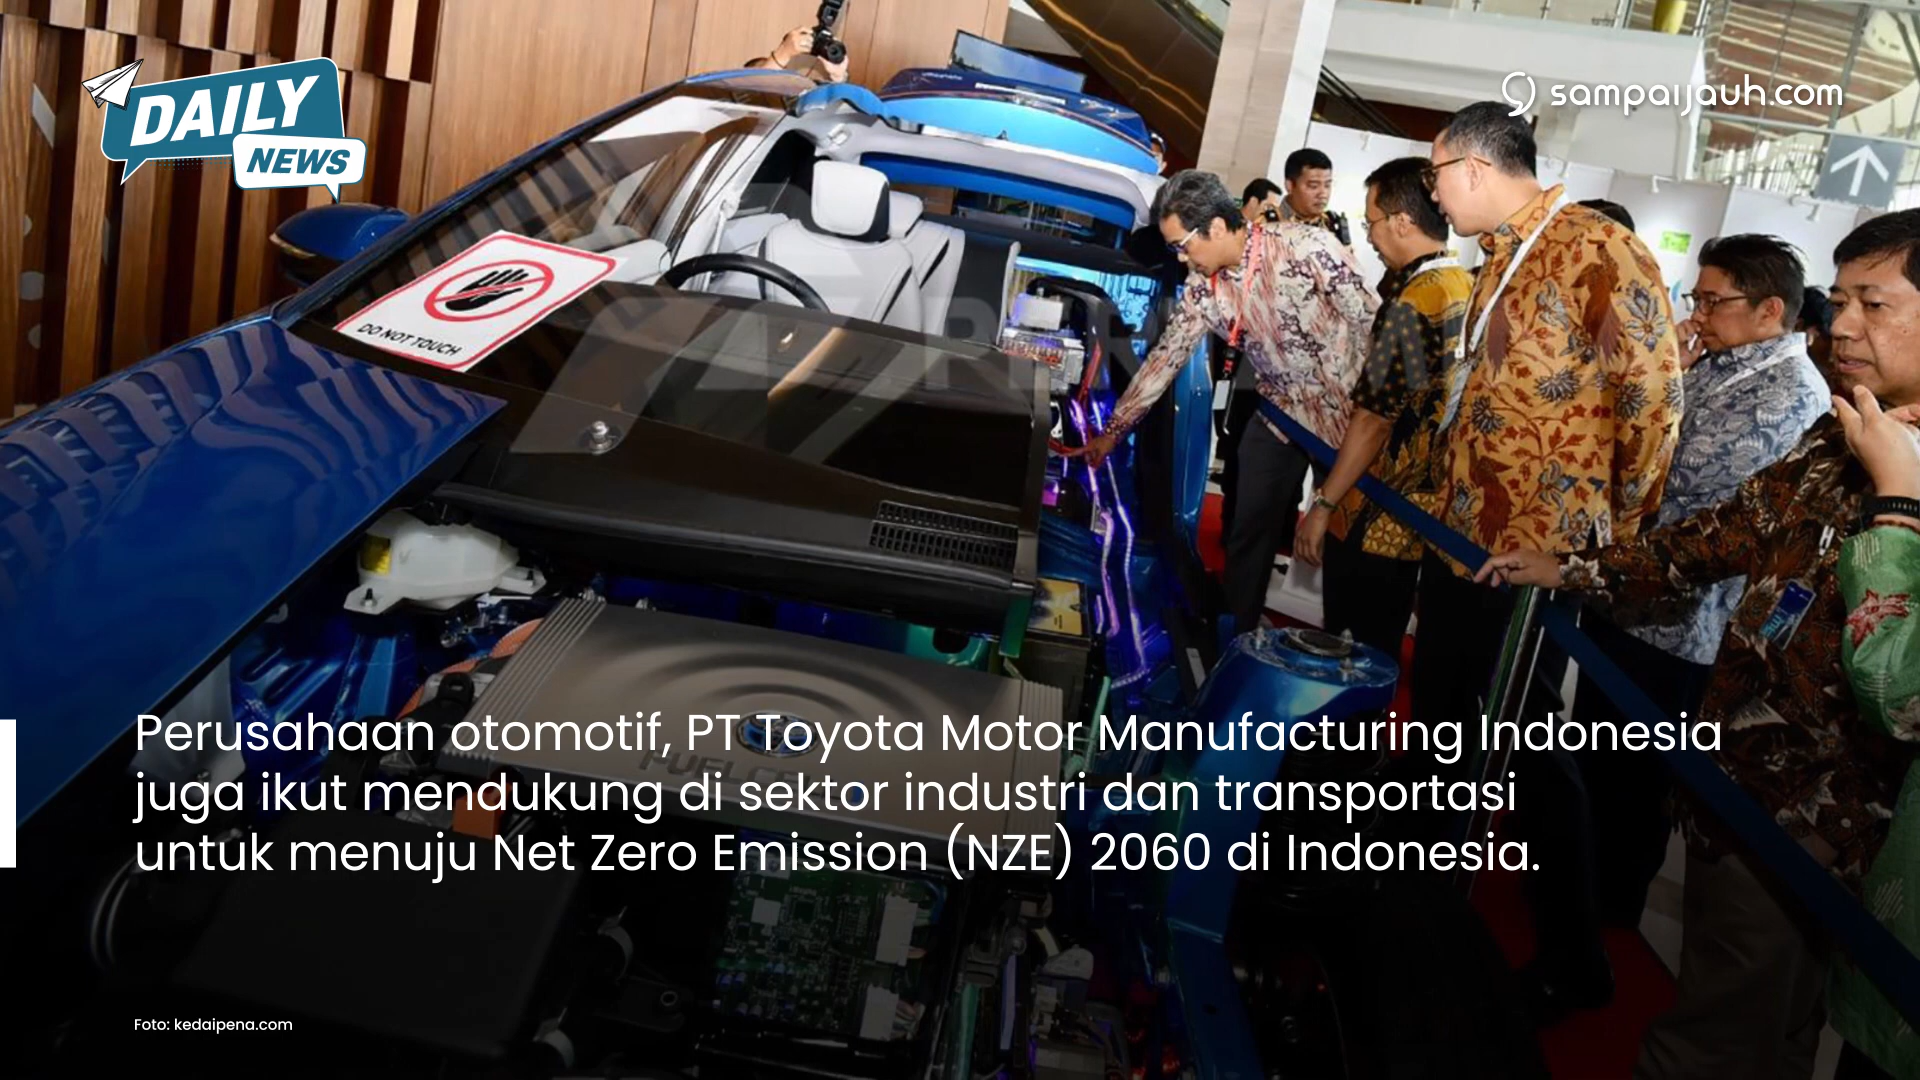 DAILY
NEWS
sampaijauh.com
DO NOT TOUCH
Perusahaan otomotif, PT Toyota Motor Manufacturing Indonesia
juga ikut mendukung di sektor industri dan transportasi
untuk menuju Net Zero Emission (NZE) 2060 di Indonesia.
Foto: kedaipena.com